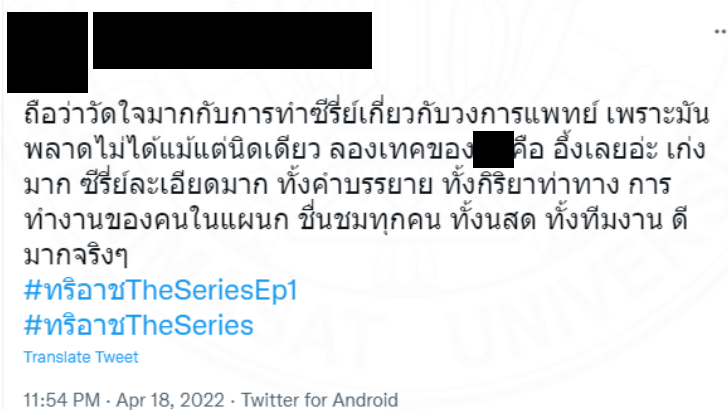 ถือว่าวัดใจมากกับการทำซีรี่ย์เกี่ยวกับวงการแพทย์ เพราะมัน
พลาดไม่ได้แม้แต่นิดเดียว ลองเทคของ คือ อึ้งเลยอ่ะ เก่ง
มาก ซีรี่ย์ละเอียดมาก ทั้งคำบรรยาย ทั้งกิริยาท่าทาง การ
ทำงานของคนในแผนก ชื่นชมทุกคน ทั้งนสด ทั้งทีมงาน ดี
มากจริงๆ
#ทริอาชTheSeriesEp1
#ทริอาชTheSeries
Translate Tweet
11:54 PM · Apr 18, 2022 · Twitter for Android